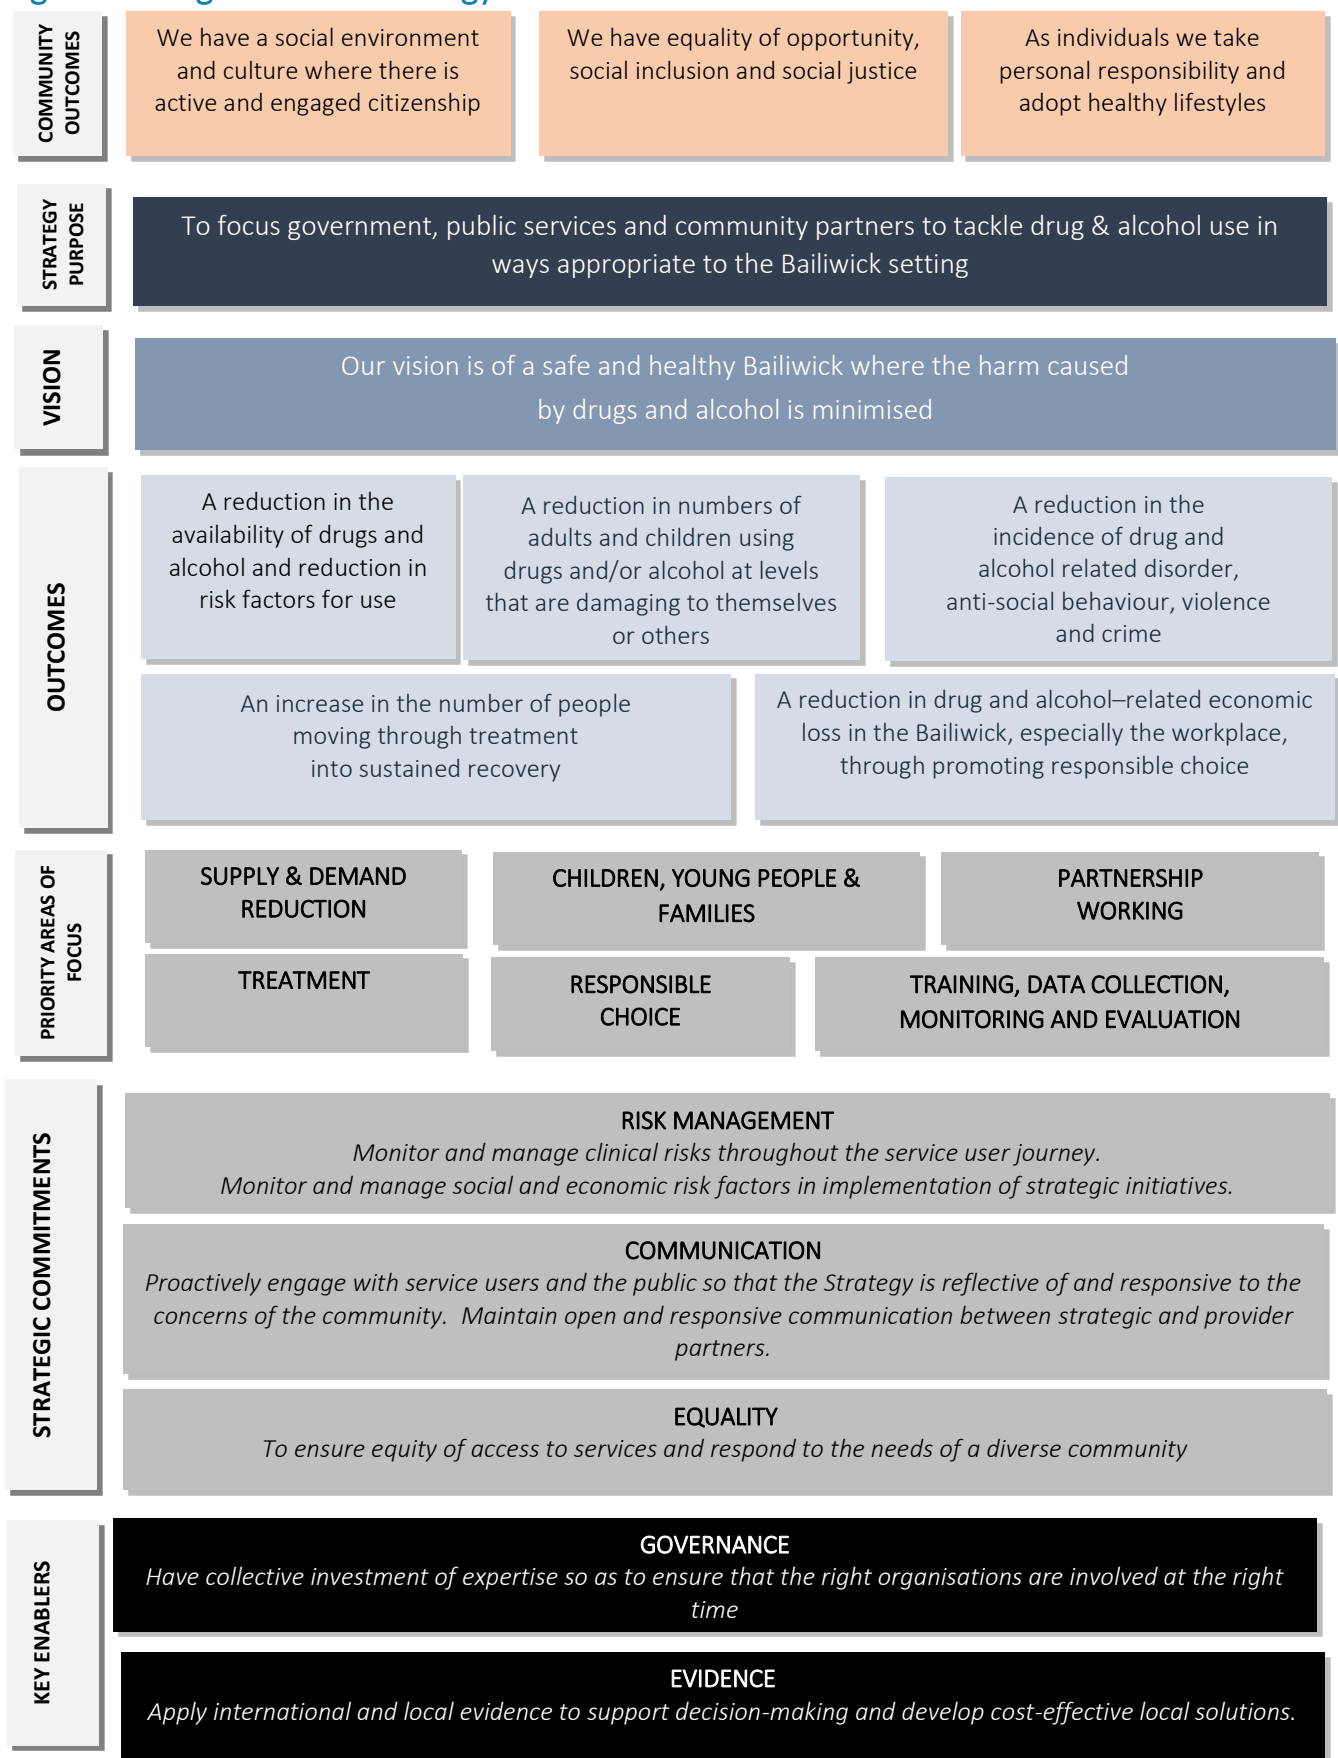 COMMUNITY
OUTCOMES
We have a social environment
and culture where there is
active and engaged citizenship
We have equality of opportunity,
social inclusion and social justice
As individuals we take
personal responsibility and
adopt healthy lifestyles
STRATEGY
PURPOSE
To focus government, public services and community partners to tackle drug & alcohol use in
ways appropriate to the Bailiwick setting
VISION
Our vision is of a safe and healthy Bailiwick where the harm caused
by drugs and alcohol is minimised
OUTCOMES
A reduction in the
availability of drugs and
alcohol and reduction in
risk factors for use
A reduction in numbers of
adults and children using
drugs and/or alcohol at levels
that are damaging to themselves
or others
A reduction in the
incidence of drug and
alcohol related disorder,
anti-social behaviour, violence
and crime
An increase in the number of people
moving through treatment
into sustained recovery
A reduction in drug and alcohol–related economic
loss in the Bailiwick, especially the workplace,
through promoting responsible choice
PRIORITY AREAS OF
FOCUS
SUPPLY & DEMAND
REDUCTION
CHILDREN, YOUNG PEOPLE &
FAMILIES
PARTNERSHIP
WORKING
TREATMENT
RESPONSIBLE
CHOICE
TRAINING, DATA COLLECTION,
MONITORING AND EVALUATION
STRATEGIC COMMITMENTS
RISK MANAGEMENT
Monitor and manage clinical risks throughout the service user journey.
Monitor and manage social and economic risk factors in implementation of strategic initiatives.
COMMUNICATION
Proactively engage with service users and the public so that the Strategy is reflective of and responsive to the
concerns of the community.  Maintain open and responsive communication between strategic and provider
partners.
EQUALITY
To ensure equity of access to services and respond to the needs of a diverse community
KEY ENABLERS
GOVERNANCE
Have collective investment of expertise so as to ensure that the right organisations are involved at the right
time
EVIDENCE
Apply international and local evidence to support decision-making and develop cost-effective local solutions.